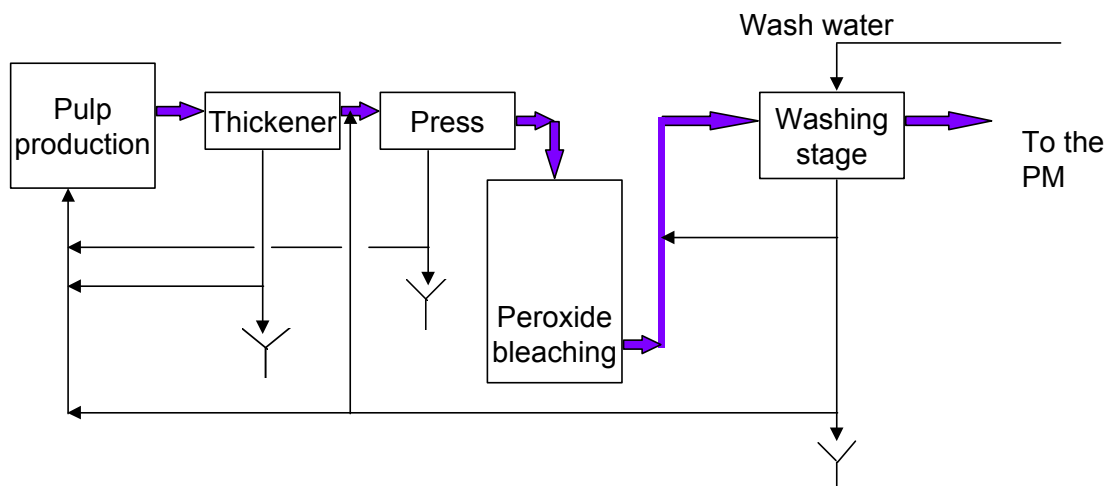 Wash water
Pulp
production
Thickener
Press
Washing
stage
To the
PM
Peroxide
bleaching